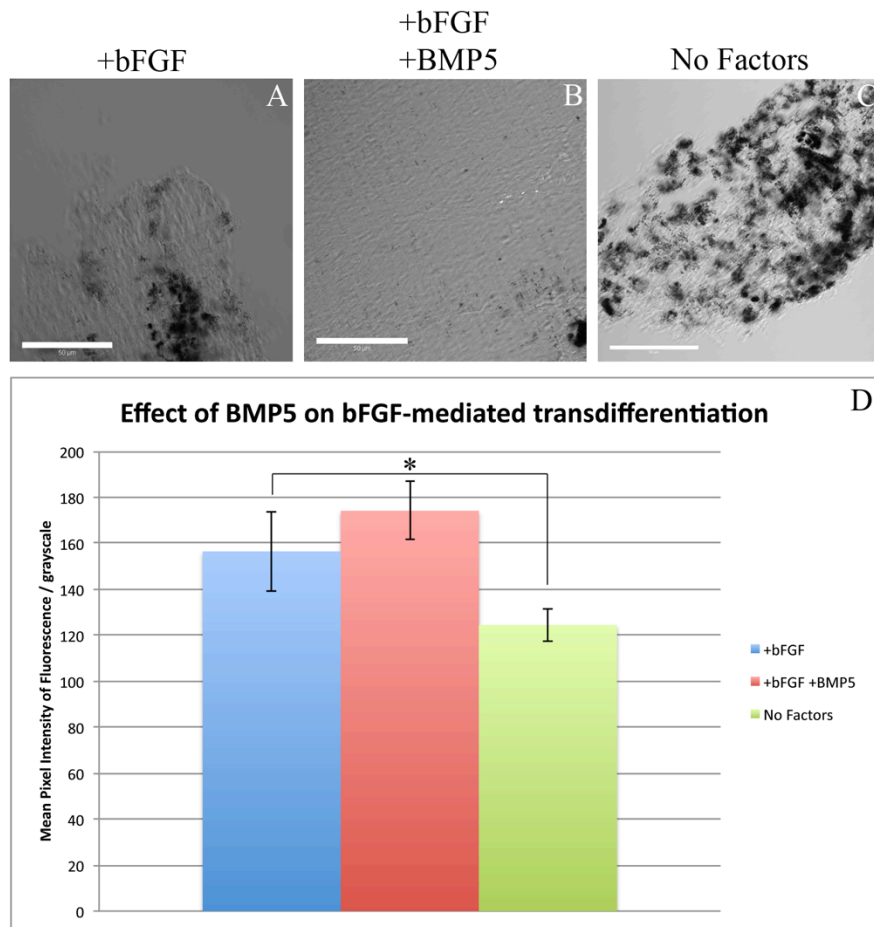 +bFGF
+bFGF
+BMP5
No Factors
A
B
C
50 µm
50 µm
D
Effect of BMP5 on bFGF-mediated transdifferentiation
Mean Pixel Intensity of Fluorescence / grayscale
200
180
160
140
120
100
80
60
40
20
0
*
+bFGF
+bFGF +BMP5
No Factors